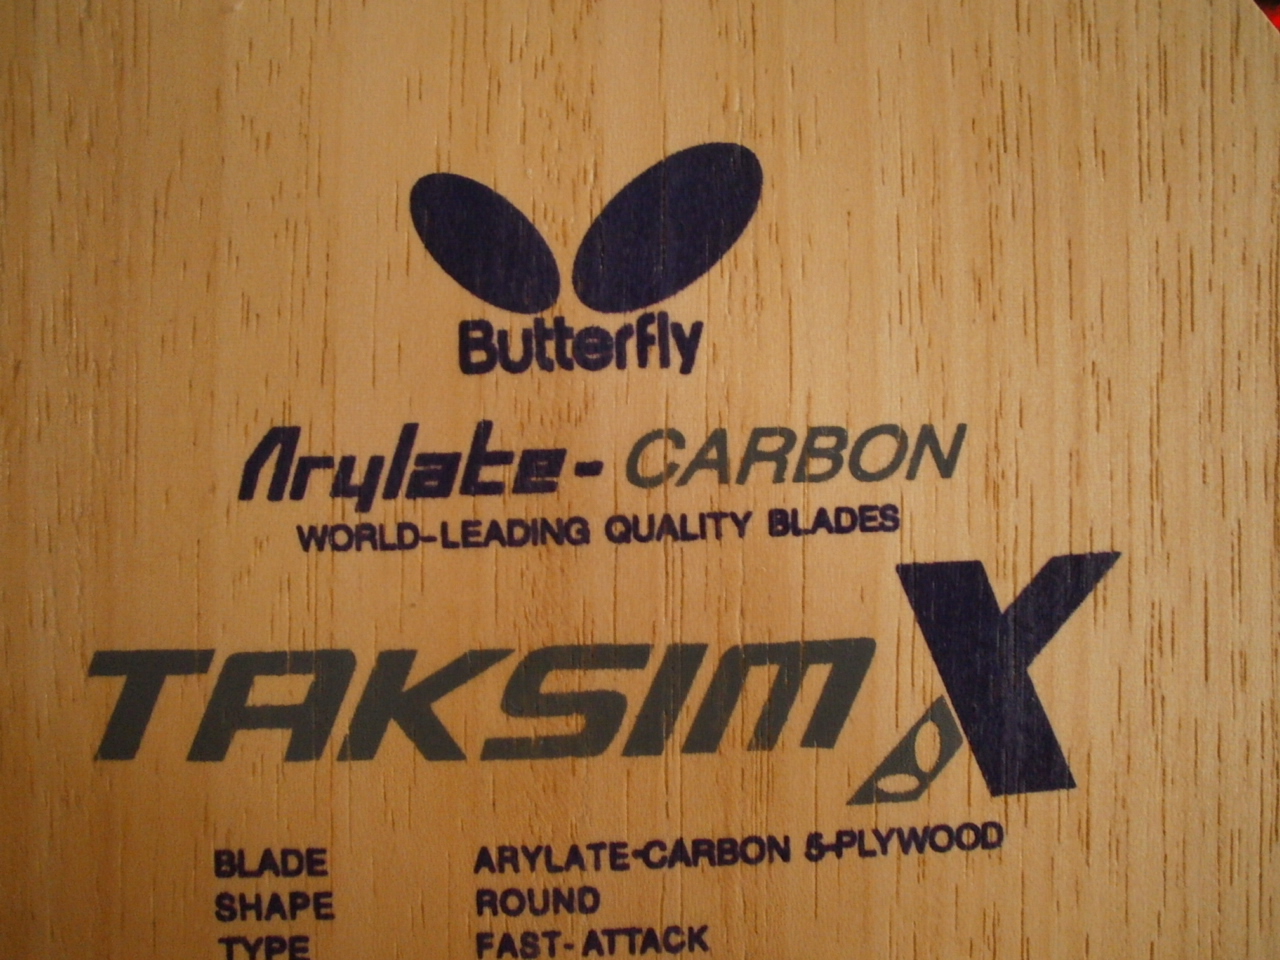 Butterfly
Arylate-CARBON
WORLD-LEADING QUALITY BLADES
TAKSIM X
BLADE ARYLATE-CARBON 5-PLYWOOD
SHAPE ROUND
TYPE FAST-ATTACK